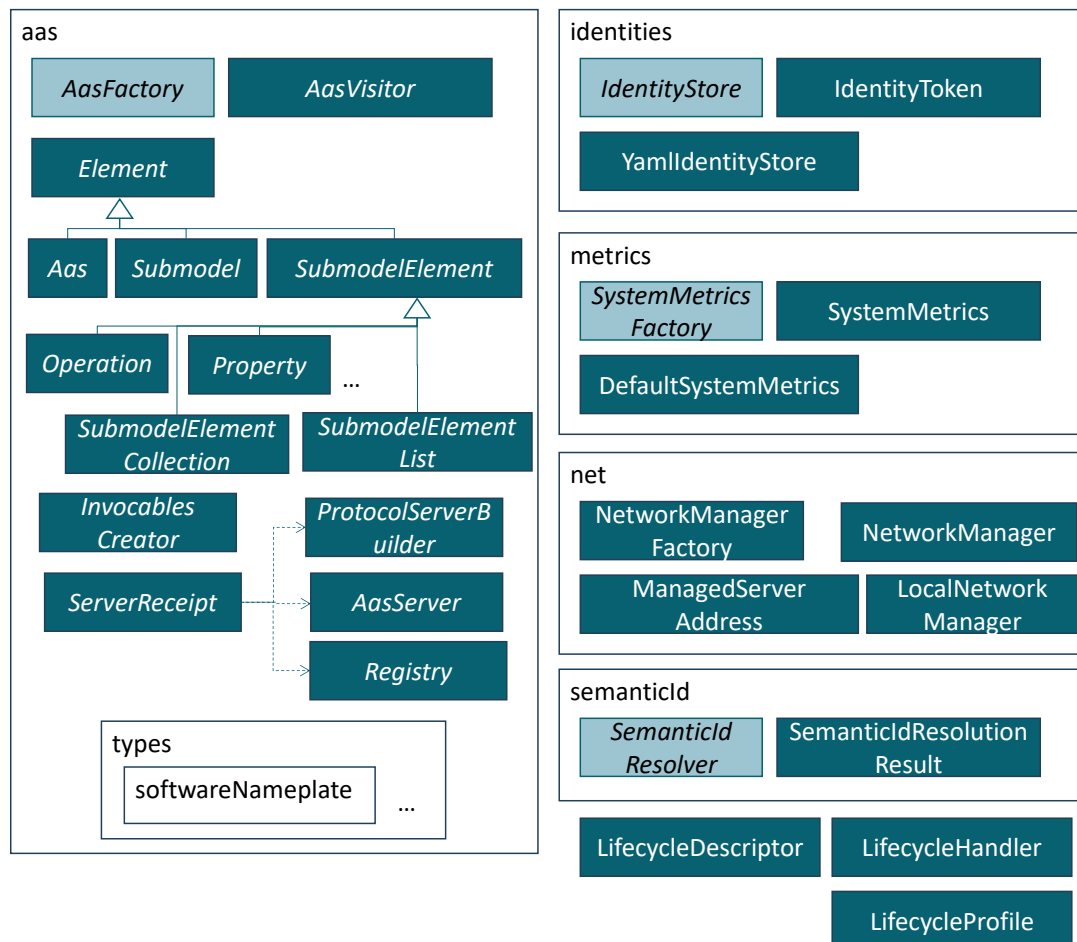 aas
AasFactory
AasVisitor
Element
Aas
Submodel
SubmodelElement
Operation
Property
...
SubmodelElement
Collection
SubmodelElement
List
Invocables
Creator
ProtocolServerB
uilder
ServerReceipt
AasServer
Registry
types
softwareNameplate
...
identities
IdentityStore
IdentityToken
YamlIdentityStore
metrics
SystemMetrics
Factory
SystemMetrics
DefaultSystemMetrics
net
NetworkManager
Factory
NetworkManager
ManagedServer
Address
LocalNetwork
Manager
semanticId
SemanticId
Resolver
SemanticIdResolution
Result
LifecycleDescriptor
LifecycleHandler
LifecycleProfile